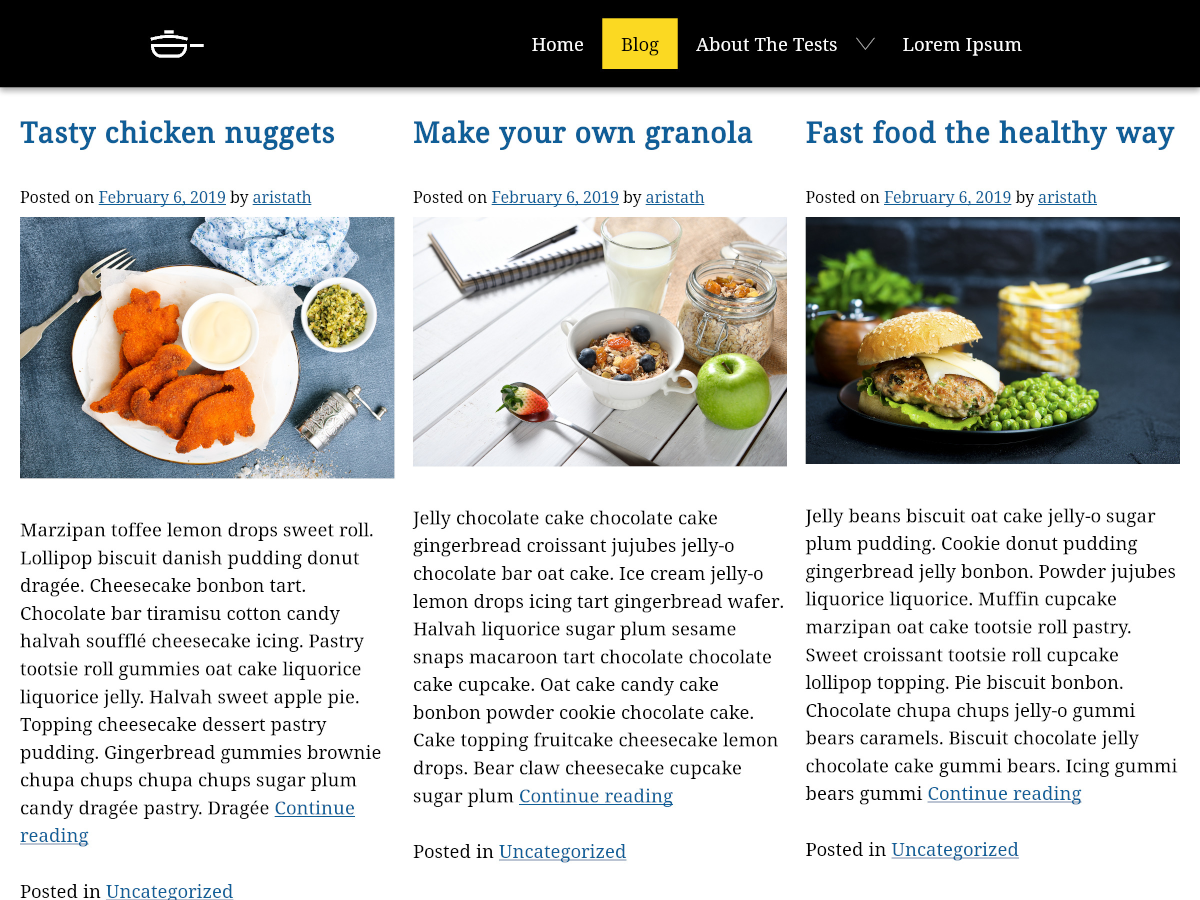 Home
Blog
About The Tests
Lorem Ipsum
Tasty chicken nuggets
Posted on February 6, 2019 by aristath
Marzipan toffee lemon drops sweet roll.
Lollipop biscuit danish pudding donut
dragée. Cheesecake bonbon tart.
Chocolate bar tiramisu cotton candy
halvah soufflé cheesecake icing. Pastry
tootsie roll gummies oat cake liquorice
liquorice jelly. Halvah sweet apple pie.
Topping cheesecake dessert pastry
pudding. Gingerbread gummies brownie
chupa chups chupa chups sugar plum
candy dragée pastry. Dragée Continue
reading
Posted in Uncategorized
Make your own granola
Posted on February 6, 2019 by aristath
Jelly chocolate cake chocolate cake
gingerbread croissant jujubes jelly-o
chocolate bar oat cake. Ice cream jelly-o
lemon drops icing tart gingerbread wafer.
Halvah liquorice sugar plum sesame
snaps macaroon tart chocolate chocolate
cake cupcake. Oat cake candy cake
bonbon powder cookie chocolate cake.
Cake topping fruitcake cheesecake lemon
drops. Bear claw cheesecake cupcake
sugar plum Continue reading
Posted in Uncategorized
Fast food the healthy way
Posted on February 6, 2019 by aristath
Jelly beans biscuit oat cake jelly-o sugar
plum pudding. Cookie donut pudding
gingerbread jelly bonbon. Powder jujubes
liquorice liquorice. Muffin cupcake
marzipan oat cake tootsie roll pastry.
Sweet croissant tootsie roll cupcake
lollipop topping. Pie biscuit bonbon.
Chocolate chupa chups jelly-o gummi
bears caramels. Biscuit chocolate jelly
chocolate cake gummi bears. Icing gummi
bears gummi Continue reading
Posted in Uncategorized